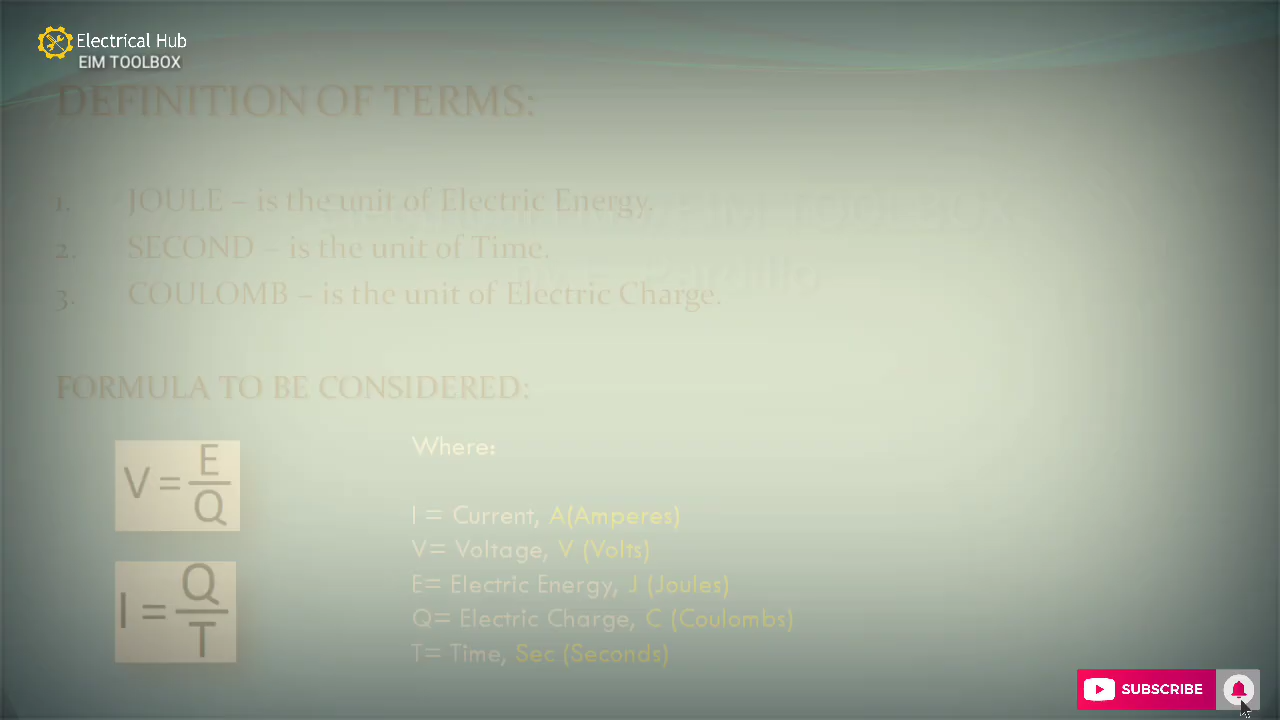 Electrical Hub
EIM TOOLBOX
DEFINITION OF TERMS:
1. JOULE – is the unit of Electric Energy.
2. SECOND – is the unit of Time.
3. COULOMB – is the unit of Electric Charge.
EIM TOOLBOX
FORMULA TO BE CONSIDERED:
V = E/Q
I = Q/T
Where:
I = Current, A(Amperes)
V= Voltage, V (Volts)
E= Electric Energy, J (Joules)
Q= Electric Charge, C (Coulombs)
T= Time, Sec (Seconds)
SUBSCRIBE